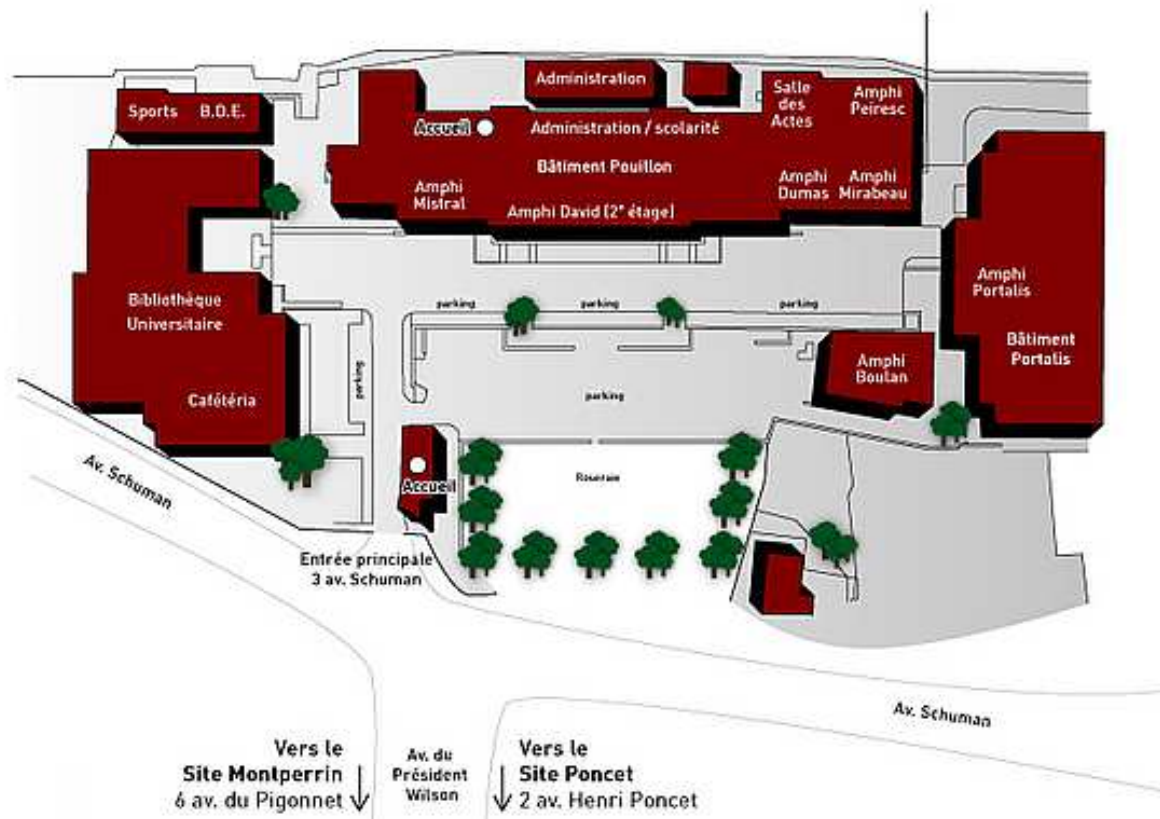 Administration
Sports B.D.E.
Salle
des
Actes
Amphi
Peiresc
Accueil
Administration / scolarité
Bâtiment Pouillon
Amphi
Mistral
Amphi
Dumas
Amphi
Mirabeau
Amphi David (2e étage)
Amphi
Portalis
Bibliothèque
Universitaire
parking
parking
parking
Bâtiment
Portalis
Amphi
Boulan
parking
Cafétéria
parking
Av. Schuman
Accueil
Rountain
Entrée principale
3 av. Schuman
Av. Schuman
Vers le
Site Montperrin
6 av. du Pigonnet
Av. du
Président
Wilson
Vers le
Site Poncet
2 av. Henri Poncet